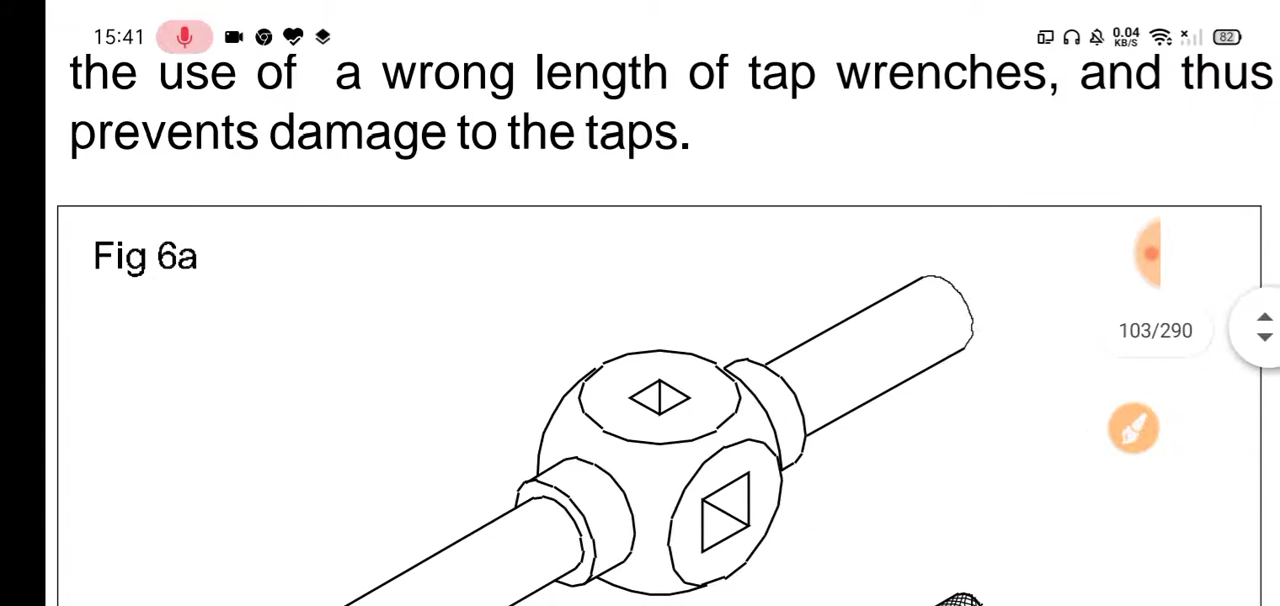 15:41 0.04 KB/S 82
the use of a wrong length of tap wrenches, and thus
prevents damage to the taps.
Fig 6a
103/290